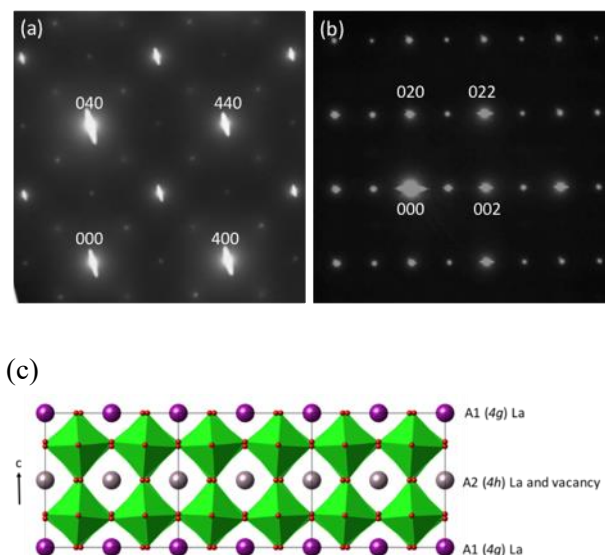 (a)
040 440
000 400
(b)
020 022
000 002
(c)
A1 (4g) La
c
A2 (4h) La and vacancy
A1 (4g) La